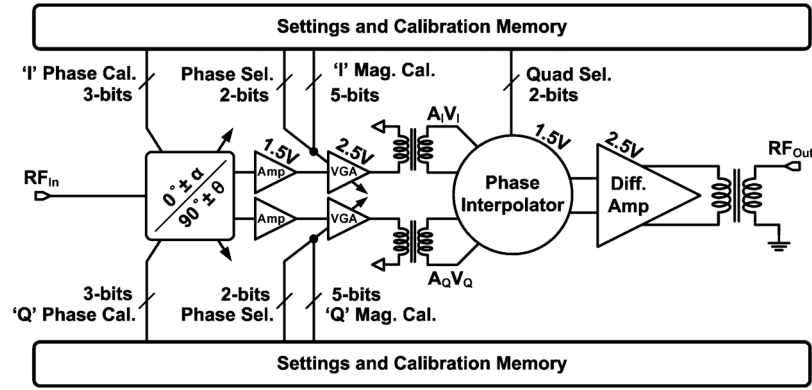 Settings and Calibration Memory
'I' Phase Cal.
3-bits
Phase Sel.
2-bits
'I' Mag. Cal.
5-bits
Quad Sel.
2-bits
AIVI
1.5V
2.5V
1.5V
2.5V
RFIn
0°± α
90°± θ
Amp
VGA
Amp
VGA
Phase
Interpolator
Diff.
Amp
RFOut
AQVQ
3-bits
'Q' Phase Cal.
2-bits
Phase Sel.
5-bits
'Q' Mag. Cal.
Settings and Calibration Memory